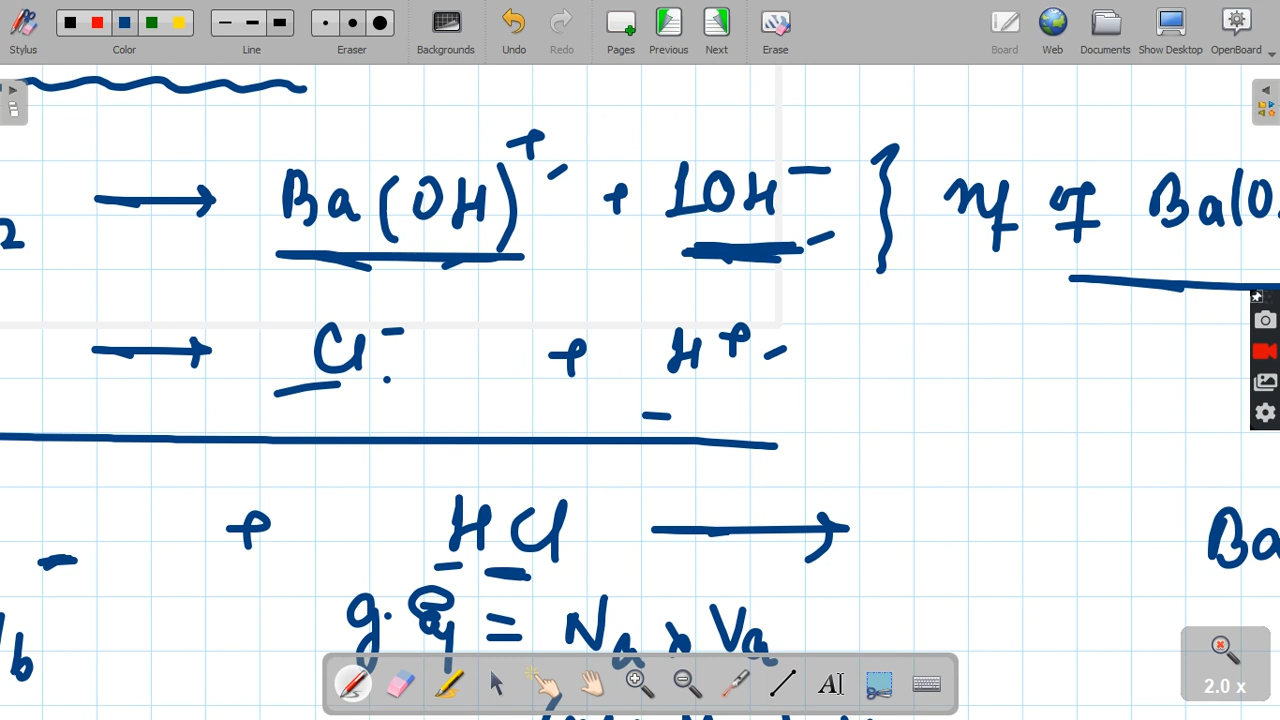 Stylus Color Line Eraser Backgrounds Undo Redo Pages Previous Next Erase Board Web Documents Show Desktop OpenBoard
2 → Ba(OH)⁺ + 1OH⁻ } nf of Ba(O
→ Cl⁻ + H⁺
+ HCl → Ba
b g. Eq = Nₐ × Vₐ
2.0 x